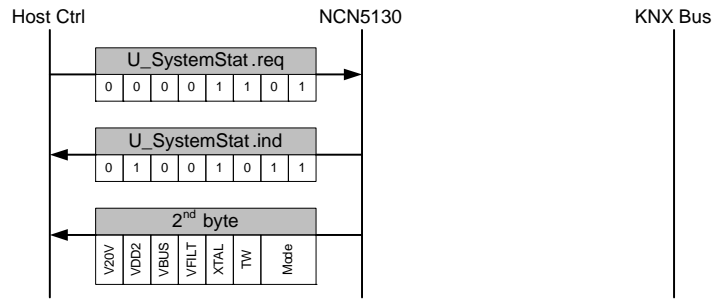 Host Ctrl NCN5130 KNX Bus
U_SystemStat.req
0 0 0 0 1 1 0 1
U_SystemStat.ind
0 1 0 0 1 0 1 1
2nd byte
V20V VDD2 VBUS VFILT XTAL TW Mode